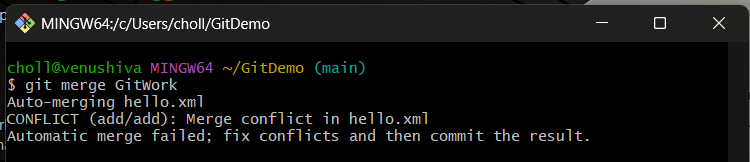 MINGW64:/c/Users/choll/GitDemo
choll@venushiva MINGW64 ~/GitDemo (main)
$ git merge GitWork
Auto-merging hello.xml
CONFLICT (add/add): Merge conflict in hello.xml
Automatic merge failed; fix conflicts and then commit the result.